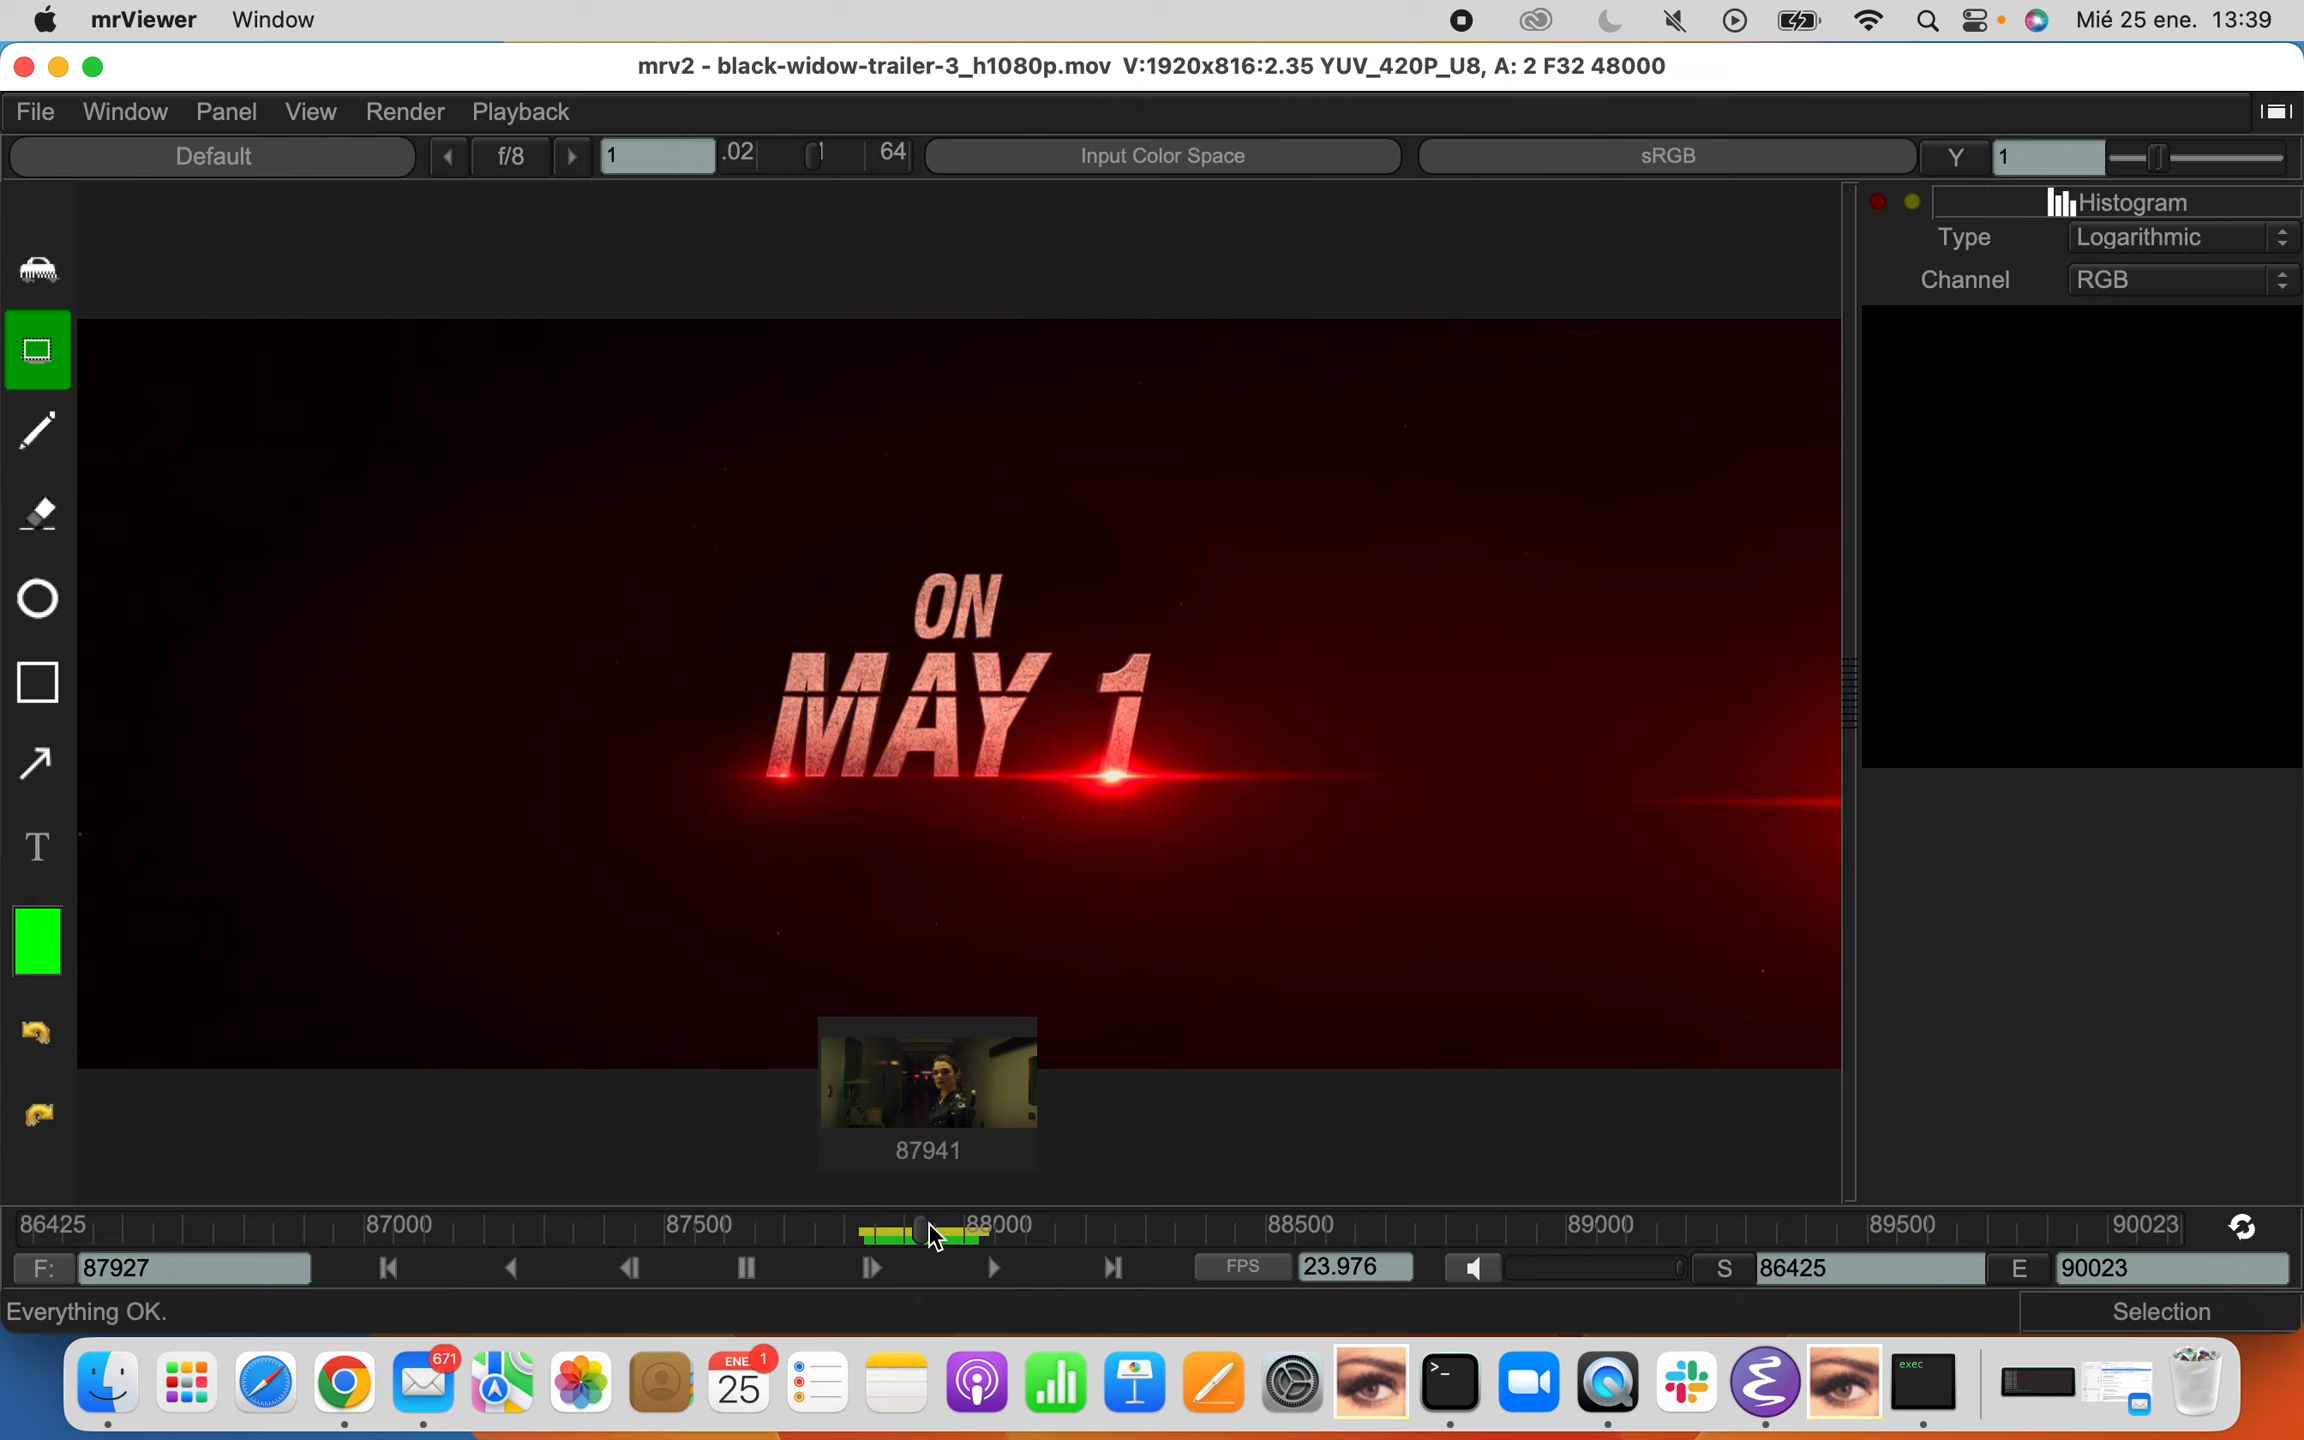 mrViewer Window Mié 25 ene. 13:39
mrv2 - black-widow-trailer-3_h1080p.mov V:1920x816:2.35 YUV_420P_U8, A: 2 F32 48000
File Window Panel View Render Playback
Default f/8 1 .02 1 64 Input Color Space sRGB Y 1
Histogram
Type Logarithmic
Channel RGB
ON
MAY 1
T
87941
86425 87000 87500 88000 88500 89000 89500 90023
F: 87927 FPS 23.976 S 86425 E 90023
Everything OK. Selection
671 ENE. 1 exec
25